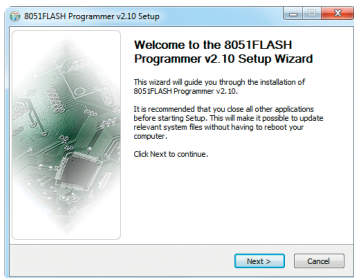 8051FLASH Programmer v2.10 Setup
Welcome to the 8051FLASH
Programmer v2.10 Setup Wizard
This wizard will guide you through the installation of
8051FLASH Programmer v2.10.
It is recommended that you close all other applications
before starting Setup. This will make it possible to update
relevant system files without having to reboot your
computer.
Click Next to continue.
Next >
Cancel